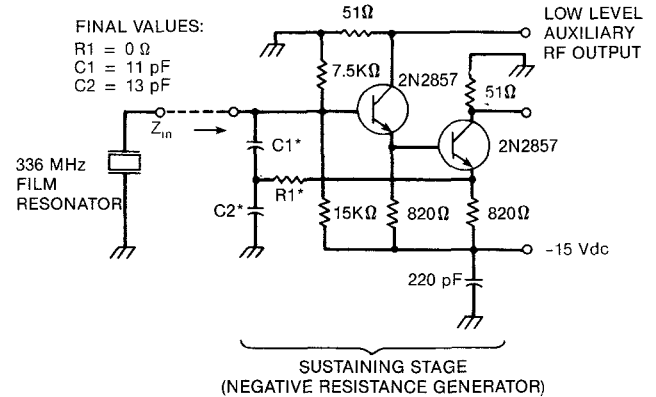 FINAL VALUES:
R1 = 0 Ω
C1 = 11 pF
C2 = 13 pF
51Ω
LOW LEVEL
AUXILIARY
RF OUTPUT
7.5KΩ
2N2857
51Ω
Zin
C1*
2N2857
336 MHz
FILM
RESONATOR
R1*
C2*
15KΩ
820Ω
820Ω
-15 Vdc
220 pF
SUSTAINING STAGE
(NEGATIVE RESISTANCE GENERATOR)